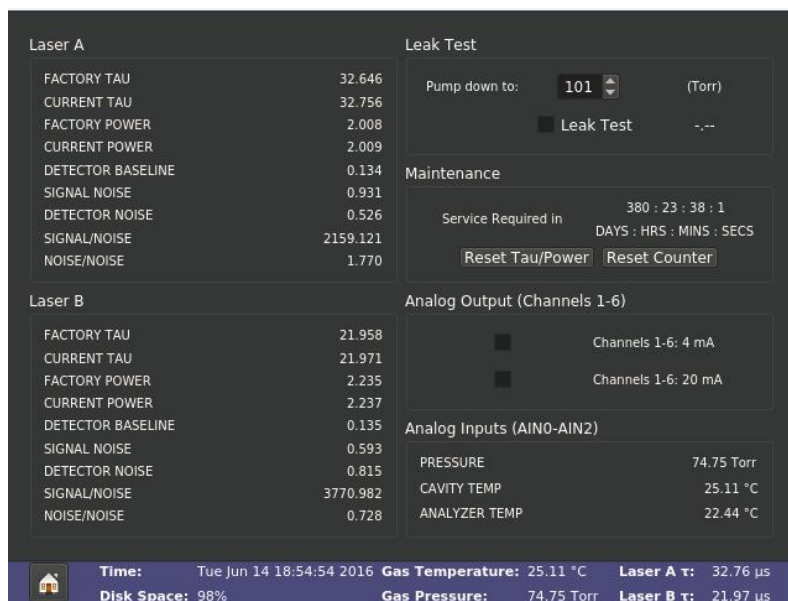 Laser A
FACTORY TAU 32.646
CURRENT TAU 32.756
FACTORY POWER 2.008
CURRENT POWER 2.009
DETECTOR BASELINE 0.134
SIGNAL NOISE 0.931
DETECTOR NOISE 0.526
SIGNAL/NOISE 2159.121
NOISE/NOISE 1.770
Laser B
FACTORY TAU 21.958
CURRENT TAU 21.971
FACTORY POWER 2.235
CURRENT POWER 2.237
DETECTOR BASELINE 0.135
SIGNAL NOISE 0.593
DETECTOR NOISE 0.815
SIGNAL/NOISE 3770.982
NOISE/NOISE 0.728
Leak Test
Pump down to: 101 (Torr)
Leak Test -.--
Maintenance
Service Required in 380 : 23 : 38 : 1
DAYS : HRS : MINS : SECS
Reset Tau/Power Reset Counter
Analog Output (Channels 1-6)
Channels 1-6: 4 mA
Channels 1-6: 20 mA
Analog Inputs (AIN0-AIN2)
PRESSURE 74.75 Torr
CAVITY TEMP 25.11 °C
ANALYZER TEMP 22.44 °C
Time: Tue Jun 14 18:54:54 2016 Gas Temperature: 25.11 °C Laser A τ: 32.76 µs
Disk Space: 98% Gas Pressure: 74.75 Torr Laser B τ: 21.97 µs